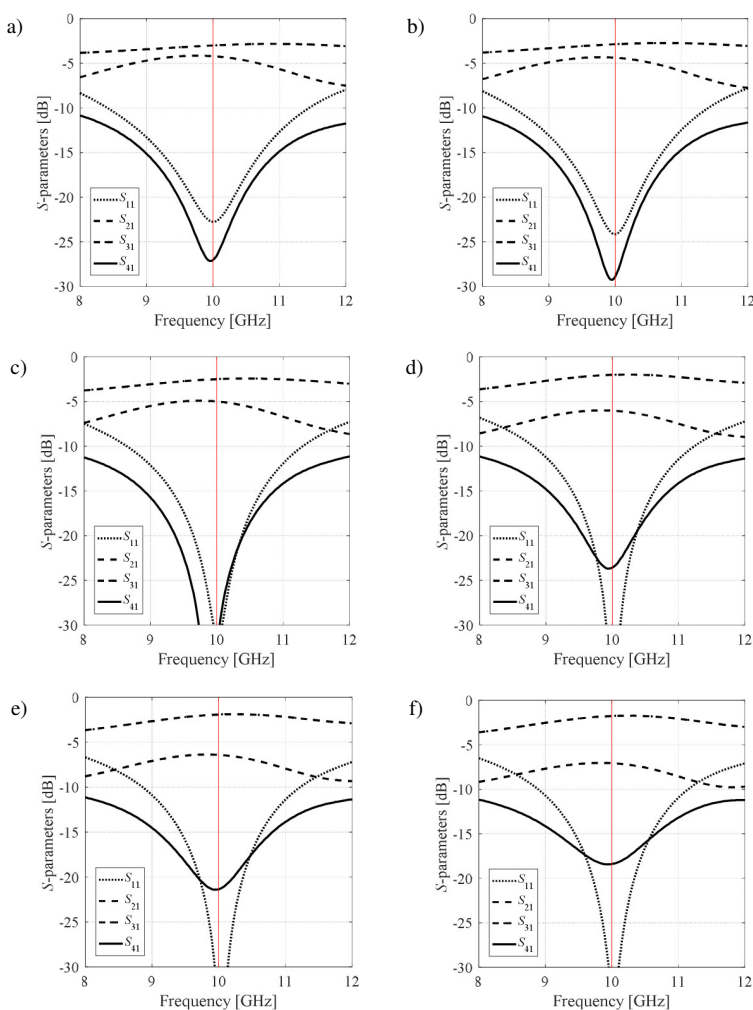 a)
0
-5
-10
-15
-20
-25
-30
S-parameters [dB]
S11
S21
S31
S41
8 9 10 11 12
Frequency [GHz]
b)
0
-5
-10
-15
-20
-25
-30
S-parameters [dB]
S11
S21
S31
S41
8 9 10 11 12
Frequency [GHz]
c)
0
-5
-10
-15
-20
-25
-30
S-parameters [dB]
S11
S21
S31
S41
8 9 10 11 12
Frequency [GHz]
d)
0
-5
-10
-15
-20
-25
-30
S-parameters [dB]
S11
S21
S31
S41
8 9 10 11 12
Frequency [GHz]
e)
0
-5
-10
-15
-20
-25
-30
S-parameters [dB]
S11
S21
S31
S41
8 9 10 11 12
Frequency [GHz]
f)
0
-5
-10
-15
-20
-25
-30
S-parameters [dB]
S11
S21
S31
S41
8 9 10 11 12
Frequency [GHz]